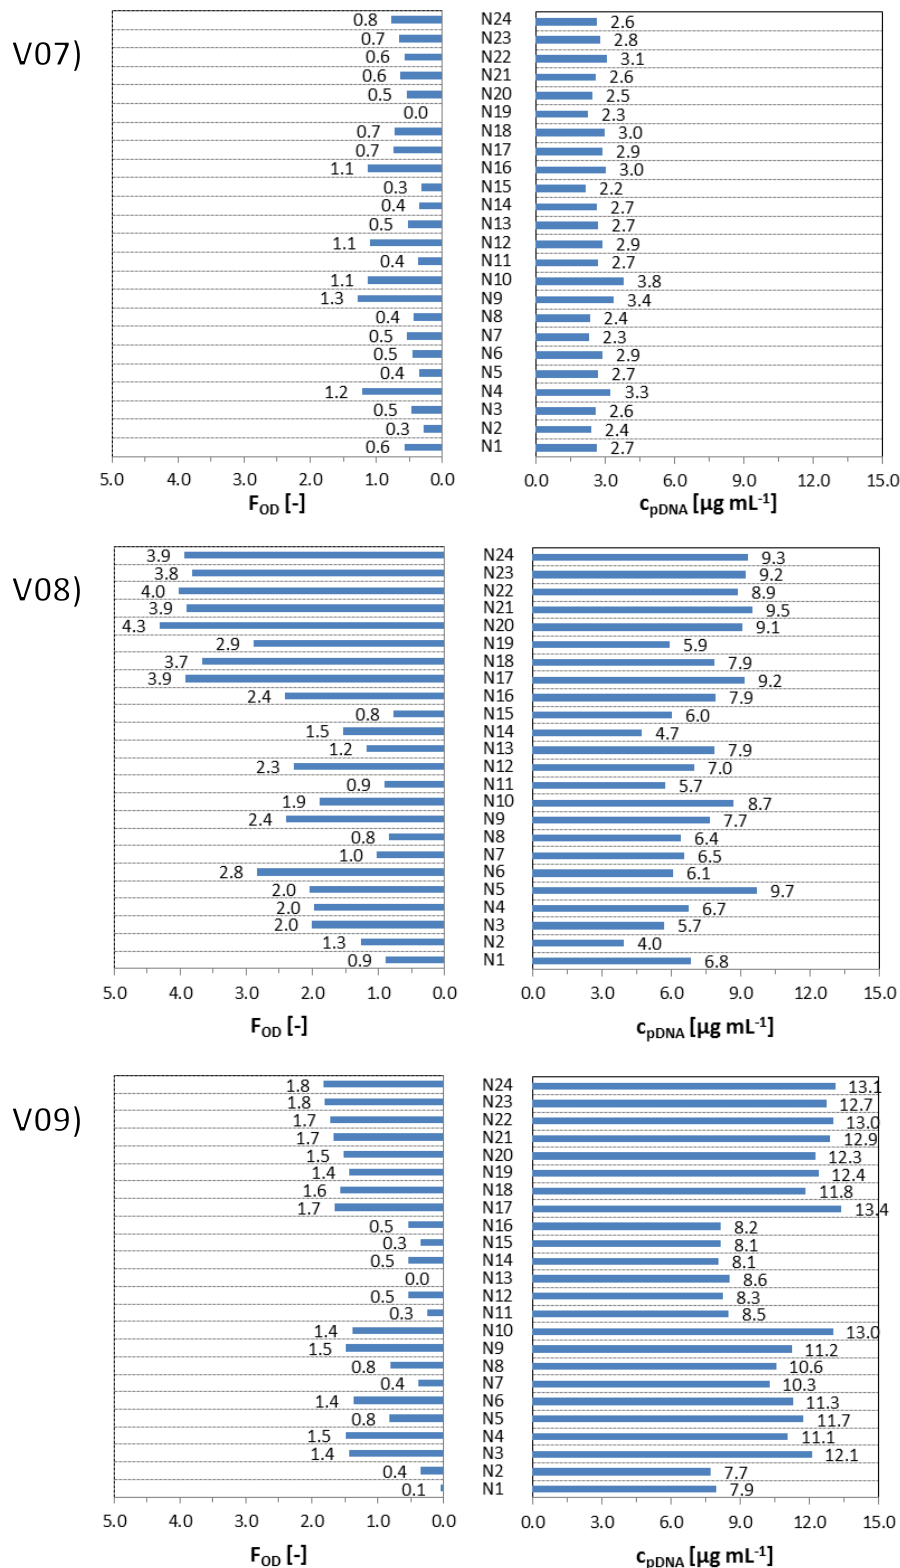 V07)
0.8 N24 2.6
0.7 N23 2.8
0.6 N22 3.1
0.6 N21 2.6
0.5 N20 2.5
0.0 N19 2.3
0.7 N18 3.0
0.7 N17 2.9
1.1 N16 3.0
0.3 N15 2.2
0.4 N14 2.7
0.5 N13 2.7
1.1 N12 2.9
0.4 N11 2.7
1.1 N10 3.8
1.3 N9 3.4
0.4 N8 2.4
0.5 N7 2.3
0.5 N6 2.9
0.4 N5 2.7
1.2 N4 3.3
0.5 N3 2.6
0.3 N2 2.4
0.6 N1 2.7
5.0 4.0 3.0 2.0 1.0 0.0 0.0 3.0 6.0 9.0 12.0 15.0
F_OD [-] c_pDNA [µg mL⁻¹]
V08)
3.9 N24 9.3
3.8 N23 9.2
4.0 N22 8.9
3.9 N21 9.5
4.3 N20 9.1
2.9 N19 5.9
3.7 N18 7.9
3.9 N17 9.2
2.4 N16 7.9
0.8 N15 6.0
1.5 N14 4.7
1.2 N13 7.9
2.3 N12 7.0
0.9 N11 5.7
1.9 N10 8.7
2.4 N9 7.7
0.8 N8 6.4
1.0 N7 6.5
2.8 N6 6.1
2.0 N5 9.7
2.0 N4 6.7
2.0 N3 5.7
1.3 N2 4.0
0.9 N1 6.8
5.0 4.0 3.0 2.0 1.0 0.0 0.0 3.0 6.0 9.0 12.0 15.0
F_OD [-] c_pDNA [µg mL⁻¹]
V09)
1.8 N24 13.1
1.8 N23 12.7
1.7 N22 13.0
1.7 N21 12.9
1.5 N20 12.3
1.4 N19 12.4
1.6 N18 11.8
1.7 N17 13.4
0.5 N16 8.2
0.3 N15 8.1
0.5 N14 8.1
0.0 N13 8.6
0.5 N12 8.3
0.3 N11 8.5
1.4 N10 13.0
1.5 N9 11.2
0.8 N8 10.6
0.4 N7 10.3
1.4 N6 11.3
0.8 N5 11.7
1.5 N4 11.1
1.4 N3 12.1
0.4 N2 7.7
0.1 N1 7.9
5.0 4.0 3.0 2.0 1.0 0.0 0.0 3.0 6.0 9.0 12.0 15.0
F_OD [-] c_pDNA [µg mL⁻¹]